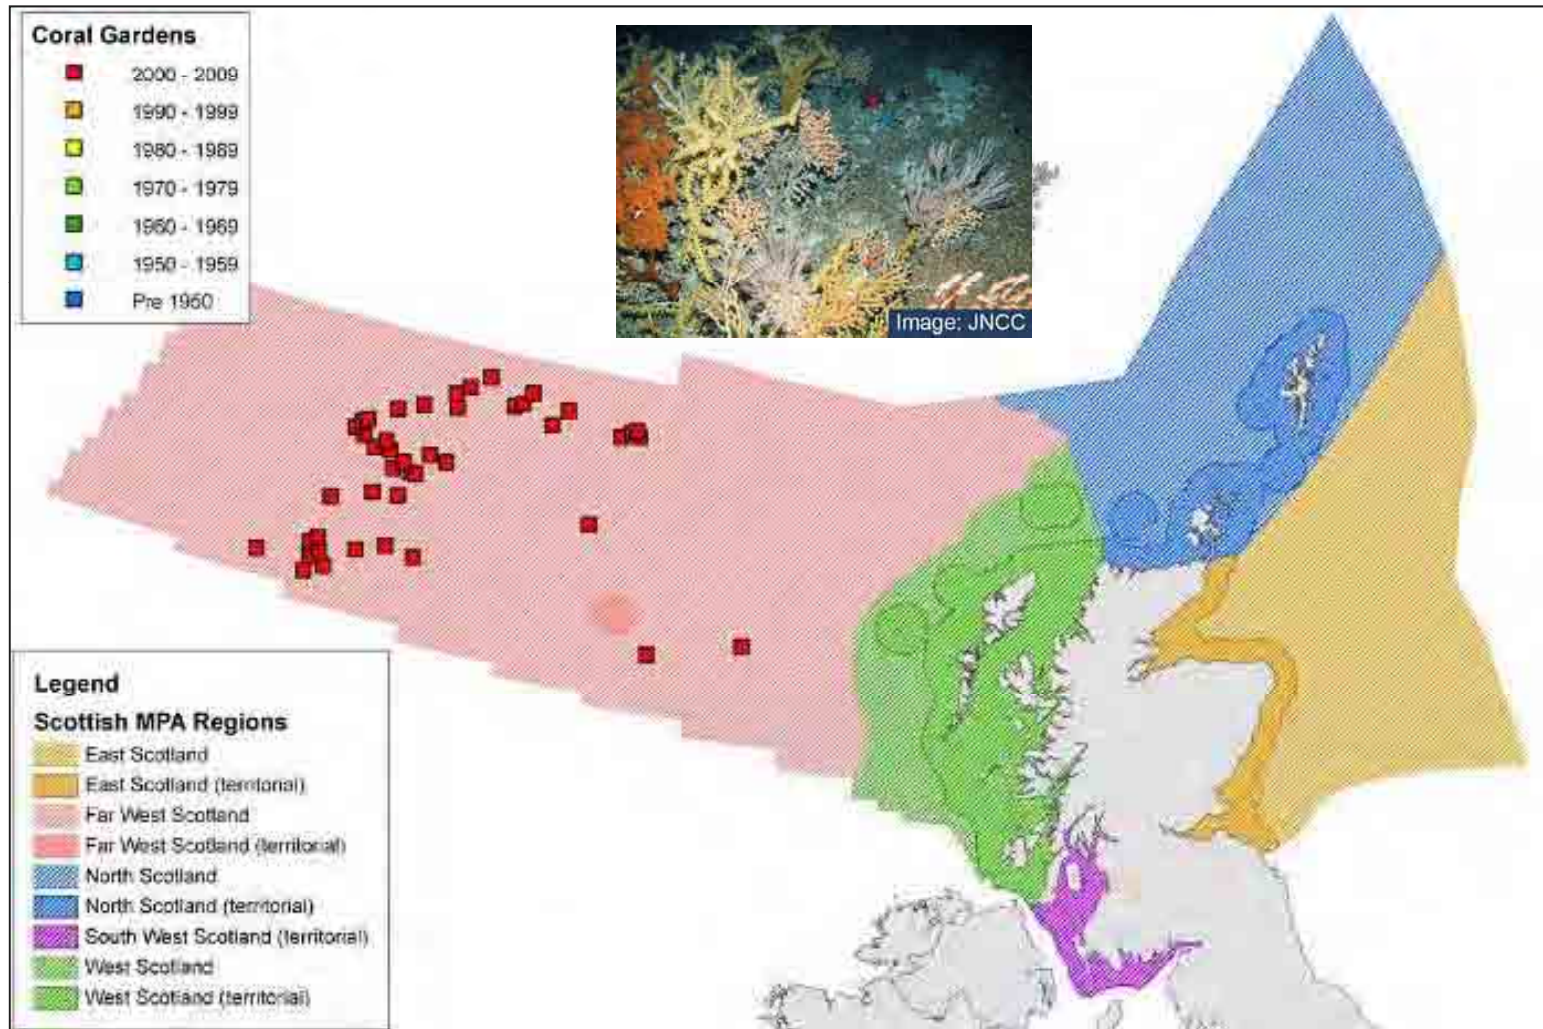 Coral Gardens
2000 - 2009
1990 - 1999
1980 - 1989
1970 - 1979
1960 - 1969
1950 - 1959
Pre 1950
Image: JNCC
Legend
Scottish MPA Regions
East Scotland
East Scotland (territorial)
Far West Scotland
Far West Scotland (territorial)
North Scotland
North Scotland (territorial)
South West Scotland (territorial)
West Scotland
West Scotland (territorial)